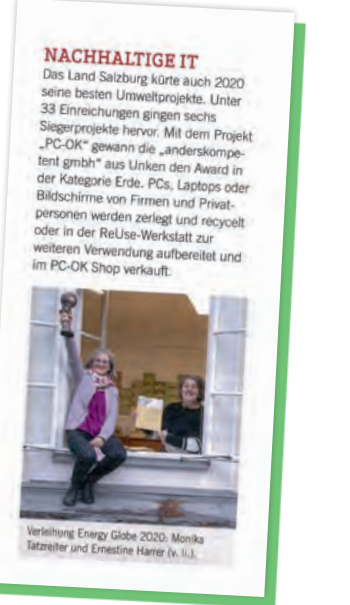 NACHHALTIGE IT
Das Land Salzburg kürte auch 2020
seine besten Umweltprojekte. Unter
33 Einreichungen gingen sechs
Siegerprojekte hervor. Mit dem Projekt
„PC-OK“ gewann die „anderskompe-
tent gmbh“ aus Unken den Award in
der Kategorie Erde. PCs, Laptops oder
Bildschirme von Firmen und Privat-
personen werden zerlegt und recycelt
oder in der ReUse-Werkstatt zur
weiteren Verwendung aufbereitet und
im PC-OK Shop verkauft.
Verleihung Energy Globe 2020: Monika
Tatzreiter und Ernestine Harrer (v. li.).